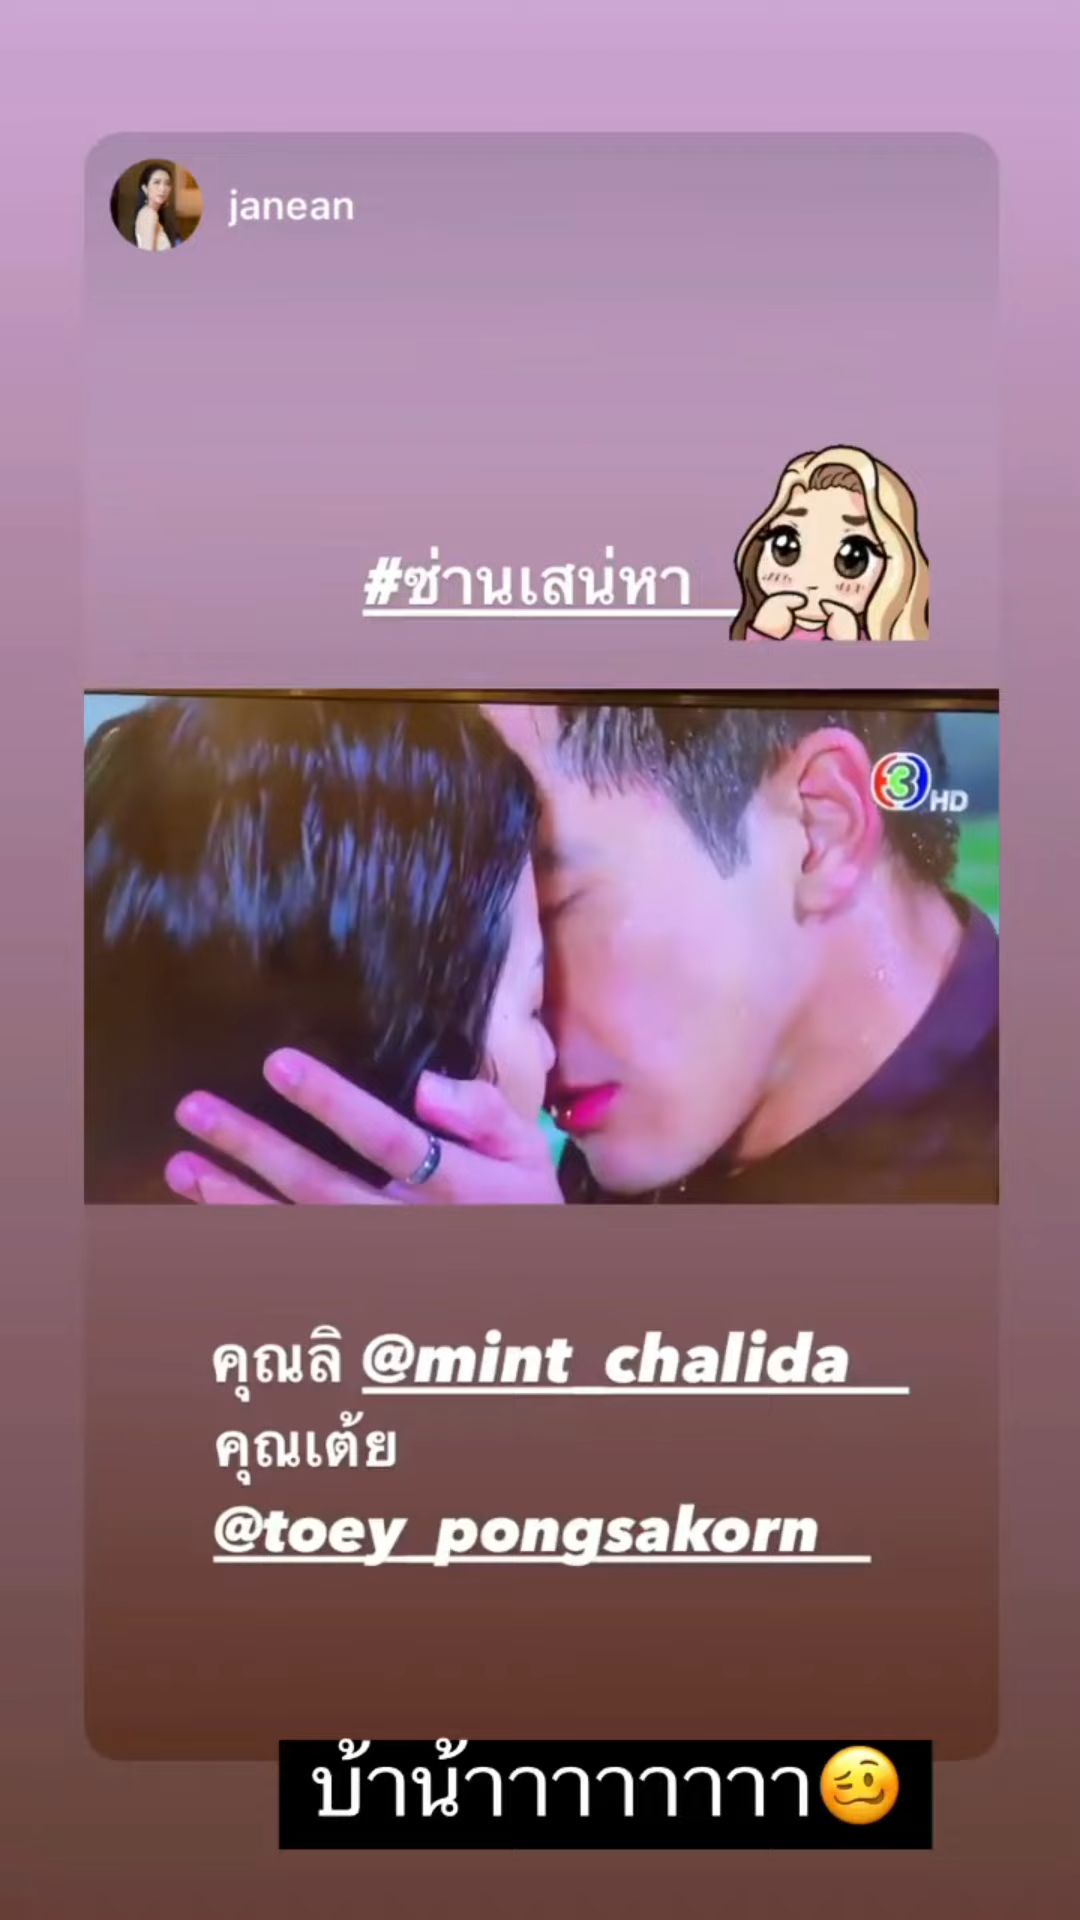 janean
#ซ่านเสน่หา
3 HD
คุณลิ @mint_chalida
คุณเต้ย
@toey_pongsakorn
บ้าน้าาาาาาาาา🥴